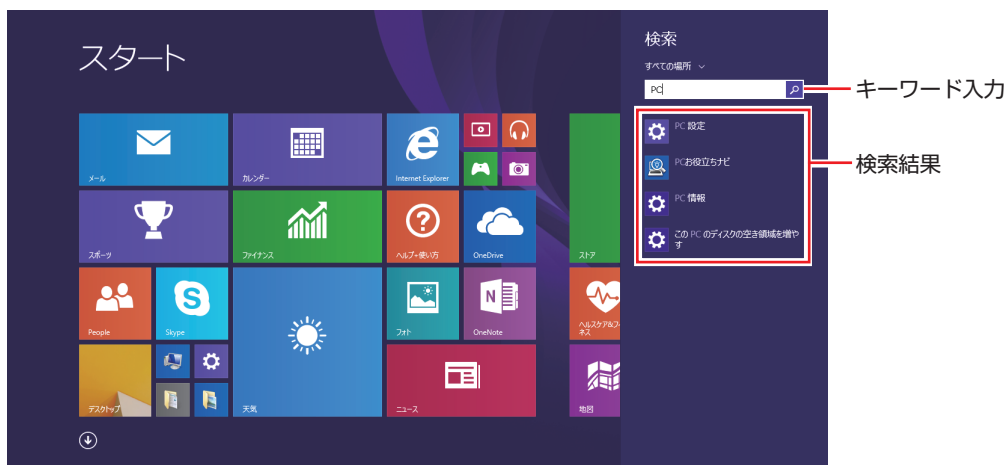 スタート
メール
カレンダー
Internet Explorer
スポーツ
ファイナンス
ヘルプ+使い方
OneDrive
ストア
People
Skype
フォト
OneNote
ヘルスケア&フィ
ネス
デスクトップ
天気
ニュース
地図
検索
すべての場所
PC
PC 設定
PCお役立ちナビ
PC 情報
この PC のディスクの空き領域を増や
す
キーワード入力
検索結果